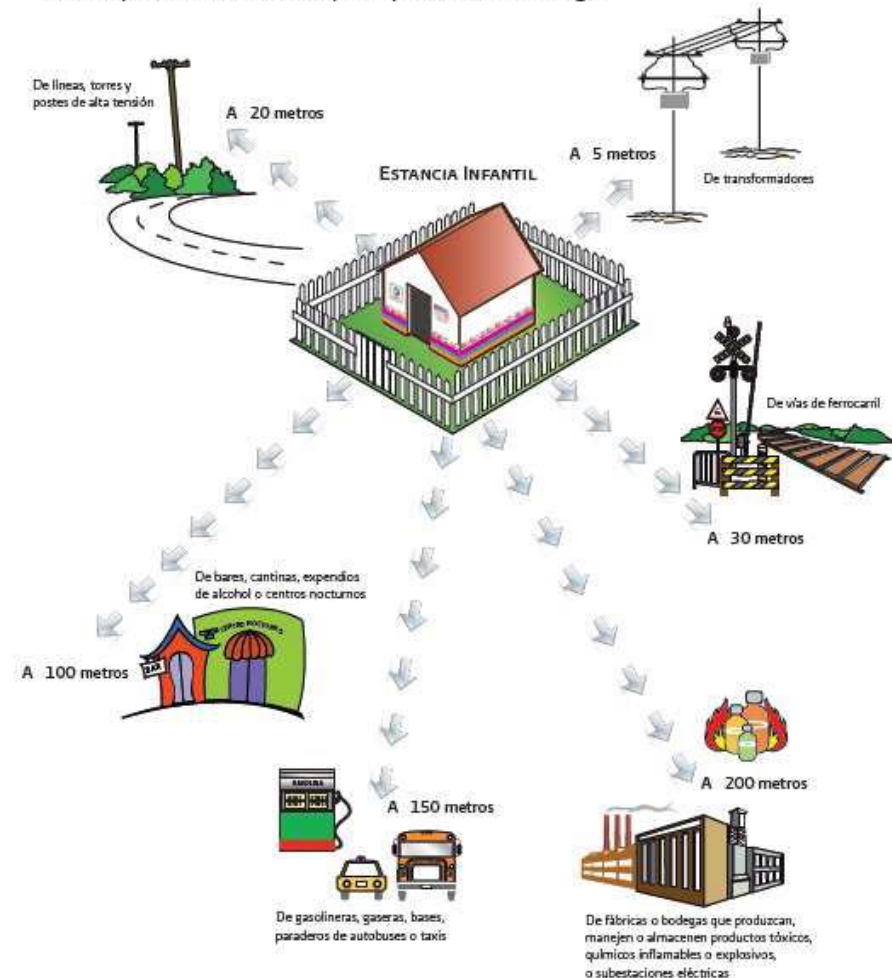 De líneas, torres y
postes de alta tensión
A 20 metros
A 5 metros
De transformadores
ESTANCIA INFANTIL
De vías de ferrocarril
A 30 metros
De bares, cantinas, expendios
de alcohol o centros nocturnos
CENTRO NOCTURNO
BAR
A 100 metros
A 200 metros
A 150 metros
De gasolineras, gaseras, bases,
paraderos de autobuses o taxis
De fábricas o bodegas que produzcan,
manejen o almacenen productos tóxicos,
químicos inflamables o explosivos,
o subestaciones eléctricas